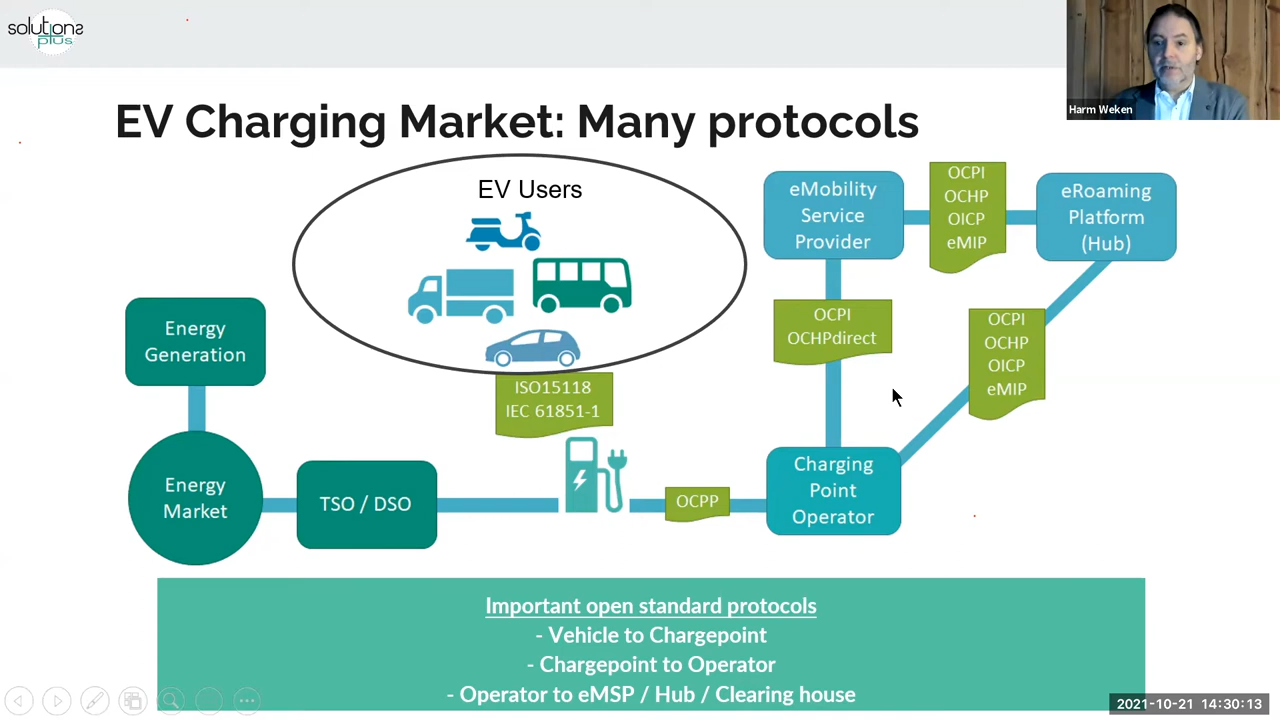 solutions
plus
Harm Weken
EV Charging Market: Many protocols
EV Users
eMobility
Service
Provider
OCPI
OCHP
OICP
eMIP
eRoaming
Platform
(Hub)
OCPI
OCHPdirect
OCPI
OCHP
OICP
eMIP
Energy
Generation
ISO15118
IEC 61851-1
Energy
Market
TSO / DSO
OCPP
Charging
Point
Operator
Important open standard protocols
- Vehicle to Chargepoint
- Chargepoint to Operator
- Operator to eMSP / Hub / Clearing house
2021-10-21 14:30:13